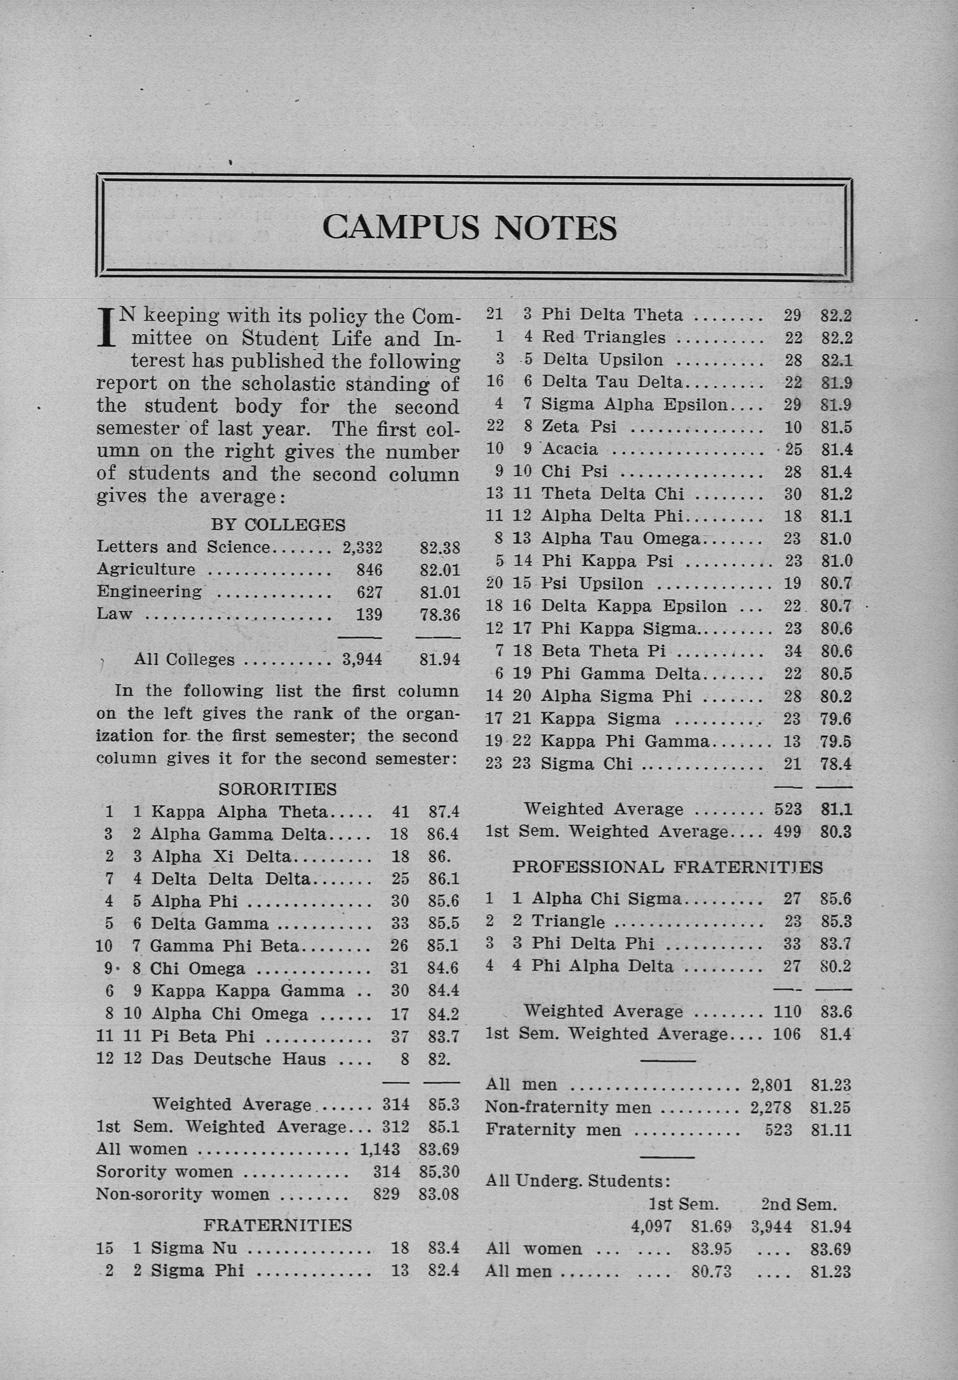 CAMPUS NOTES
IN keeping with its policy the Com-
mittee on Student Life and In-
terest has published the following
report on the scholastic standing of
the student body for the second
semester of last year. The first col-
umn on the right gives the number
of students and the second column
gives the average:
BY COLLEGES
Letters and Science....... 2,332 82.38
Agriculture .............. 846 82.01
Engineering ............. 627 81.01
Law ..................... 139 78.36
All Colleges .......... 3,944 81.94
In the following list the first column
on the left gives the rank of the organ-
ization for the first semester; the second
column gives it for the second semester:
SORORITIES
1 1 Kappa Alpha Theta..... 41 87.4
3 2 Alpha Gamma Delta..... 18 86.4
2 3 Alpha Xi Delta......... 18 86.
7 4 Delta Delta Delta....... 25 86.1
4 5 Alpha Phi .............. 30 85.6
5 6 Delta Gamma ........... 33 85.5
10 7 Gamma Phi Beta........ 26 85.1
9 8 Chi Omega ............. 31 84.6
6 9 Kappa Kappa Gamma .. 30 84.4
8 10 Alpha Chi Omega ...... 17 84.2
11 11 Pi Beta Phi ............ 37 83.7
12 12 Das Deutsche Haus .... 8 82.
Weighted Average....... 314 85.3
1st Sem. Weighted Average... 312 85.1
All women ................. 1,143 83.69
Sorority women ............ 314 85.30
Non-sorority women ........ 829 83.08
FRATERNITIES
15 1 Sigma Nu .............. 18 83.4
2 2 Sigma Phi ............. 13 82.4
21 3 Phi Delta Theta ........ 29 82.2
1 4 Red Triangles .......... 22 82.2
3 5 Delta Upsilon .......... 28 82.1
16 6 Delta Tau Delta......... 22 81.9
4 7 Sigma Alpha Epsilon.... 29 81.9
22 8 Zeta Psi ............... 10 81.5
10 9 Acacia ................. 25 81.4
9 10 Chi Psi ................ 28 81.4
13 11 Theta Delta Chi ........ 30 81.2
11 12 Alpha Delta Phi......... 18 81.1
8 13 Alpha Tau Omega....... 23 81.0
5 14 Phi Kappa Psi .......... 23 81.0
20 15 Psi Upsilon ............. 19 80.7
18 16 Delta Kappa Epsilon ... 22 80.7
12 17 Phi Kappa Sigma......... 23 80.6
7 18 Beta Theta Pi .......... 34 80.6
6 19 Phi Gamma Delta....... 22 80.5
14 20 Alpha Sigma Phi ....... 28 80.2
17 21 Kappa Sigma .......... 23 79.6
19 22 Kappa Phi Gamma....... 13 79.5
23 23 Sigma Chi .............. 21 78.4
Weighted Average ........ 523 81.1
1st Sem. Weighted Average.... 499 80.3
PROFESSIONAL FRATERNITIES
1 1 Alpha Chi Sigma......... 27 85.6
2 2 Triangle ................. 23 85.3
3 3 Phi Delta Phi ........... 33 83.7
4 4 Phi Alpha Delta ......... 27 80.2
Weighted Average ........ 110 83.6
1st Sem. Weighted Average.... 106 81.4
All men ................... 2,801 81.23
Non-fraternity men ......... 2,278 81.25
Fraternity men ............ 523 81.11
All Underg. Students:
1st Sem. 2nd Sem.
4,097 81.69 3,944 81.94
All women ... .... 83.95 .... 83.69
All men ....... .... 80.73 .... 81.23